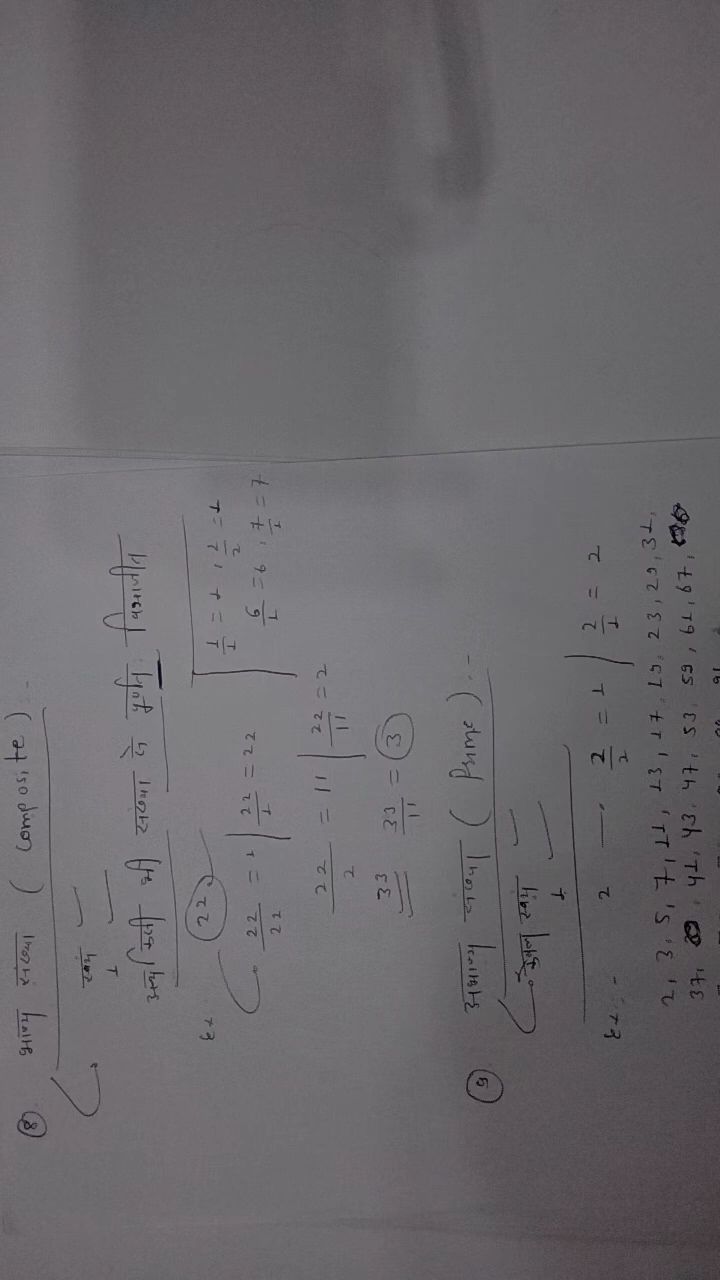 8 भाज्य संख्या (composite) :-
स्वयं
1
अन्य किसी भी संख्या से पूर्णतः विभाजीत
Ex 22
22/22 = 1 | 22/1 = 22
1/1 = 1, 2/2 = 1
6/1 = 6, 7/1 = 7
22/2 = 11 | 22/11 = 2
33 33/11 = 3
9 अभाज्य संख्या (Prime) :-
केवल स्वयं
1
Ex :- 2 — 2/2 = 1 | 2/1 = 2
2, 3, 5, 7, 11, 13, 17, 19, 23, 29, 31,
37, 41, 43, 47, 53, 59, 61, 67,